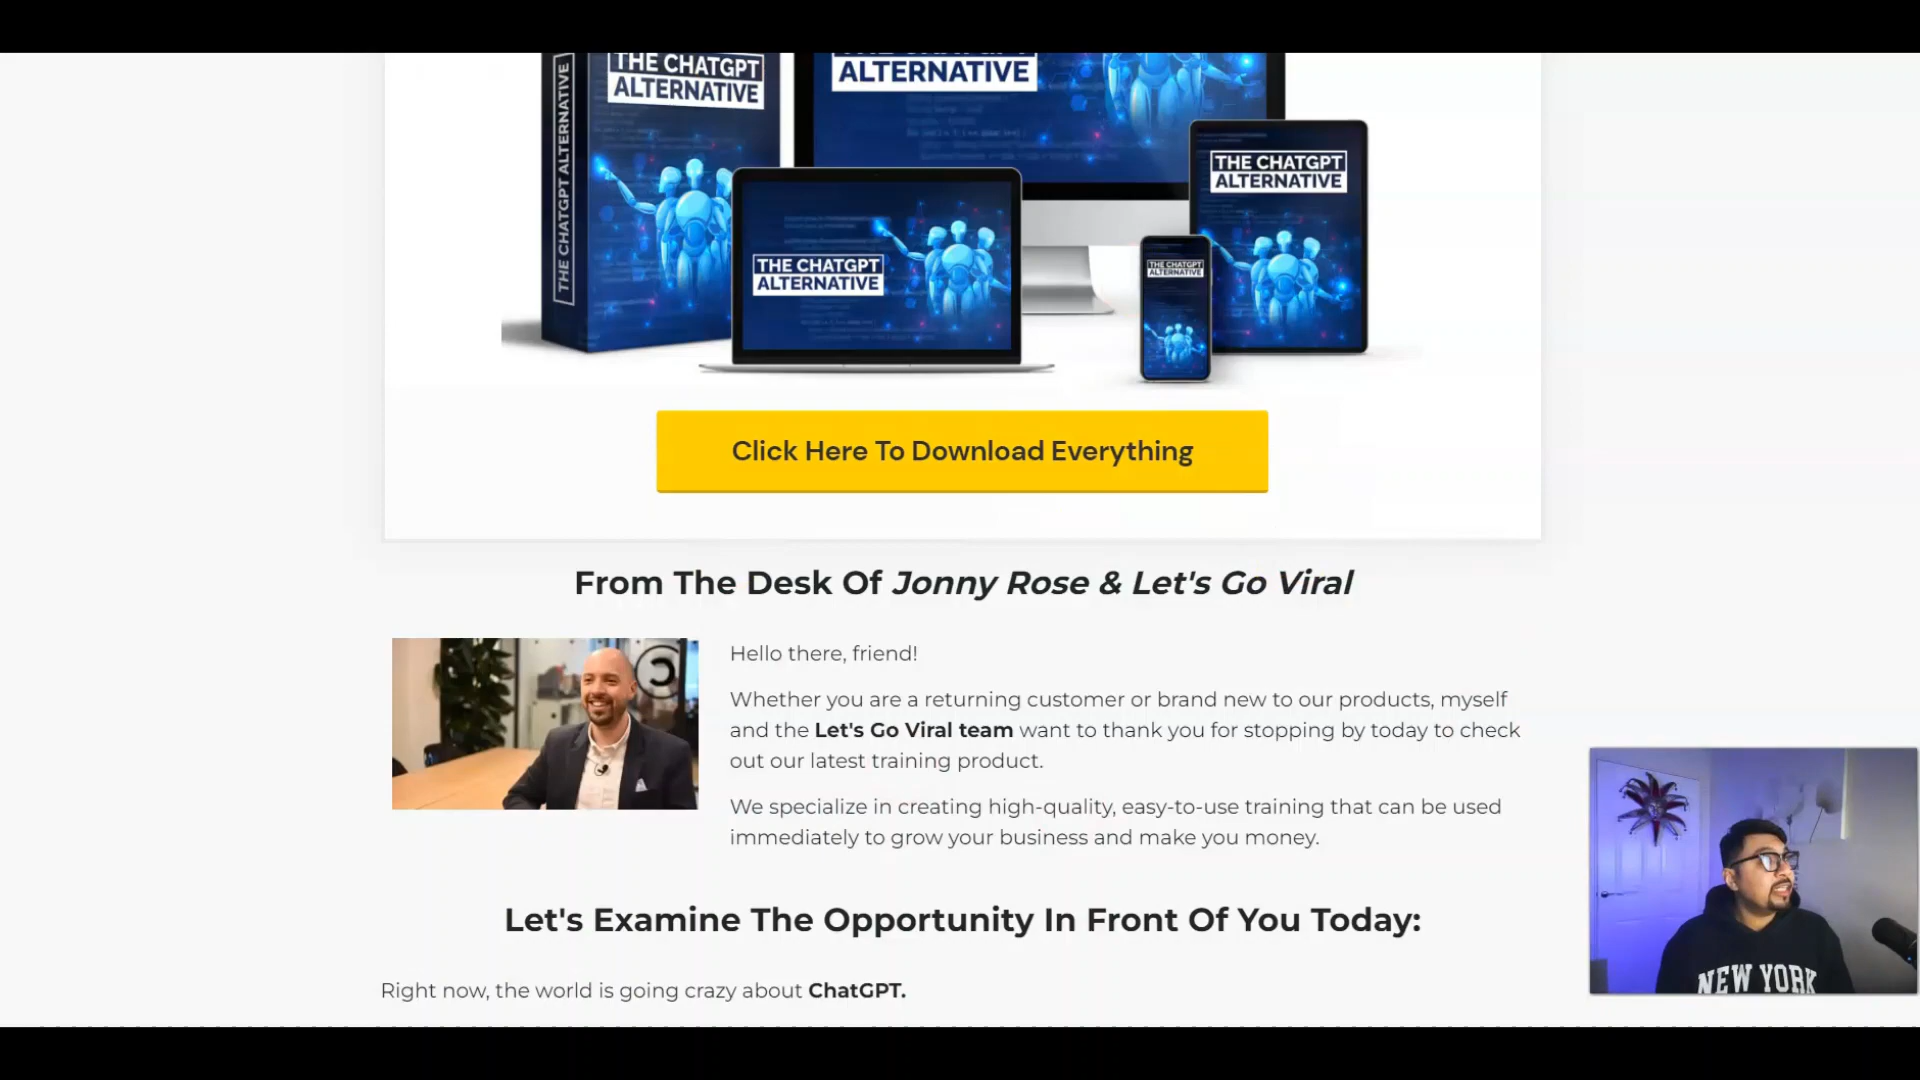 THE CHATGPT
ALTERNATIVE
THE CHATGPT ALTERNATIVE
THE CHATGPT
ALTERNATIVE
THE CHATGPT
ALTERNATIVE
THE CHATGPT
ALTERNATIVE
THE CHATGPT
ALTERNATIVE
Click Here To Download Everything
From The Desk Of Jonny Rose & Let's Go Viral
Hello there, friend!
Whether you are a returning customer or brand new to our products, myself
and the Let's Go Viral team want to thank you for stopping by today to check
out our latest training product.
We specialize in creating high-quality, easy-to-use training that can be used
immediately to grow your business and make you money.
Let's Examine The Opportunity In Front Of You Today:
Right now, the world is going crazy about ChatGPT.
NEW YORK